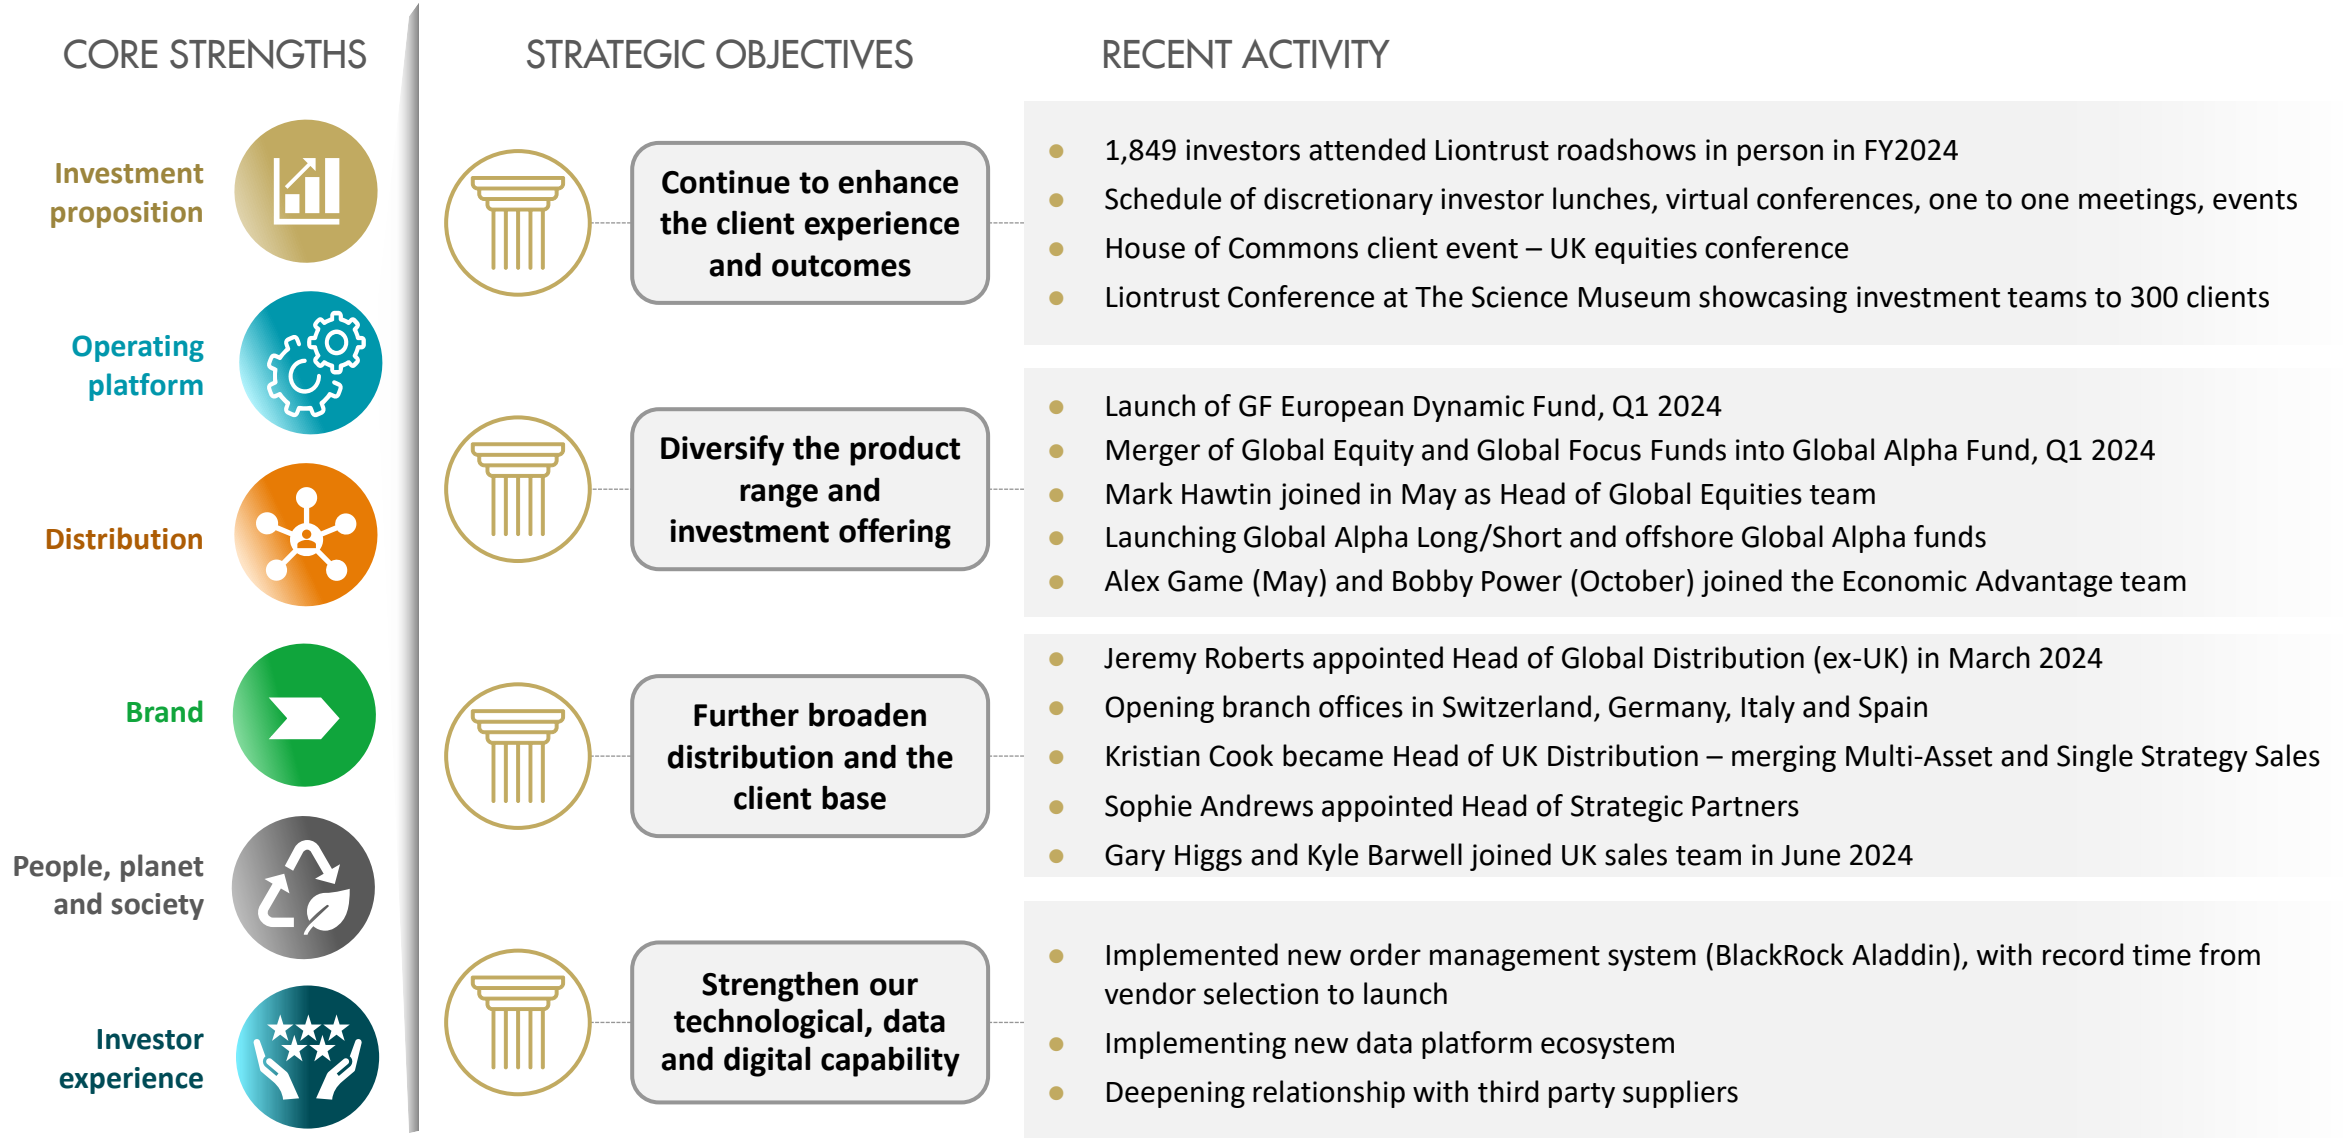 CORE STRENGTHS
Investment
proposition
Operating
platform
Distribution
Brand
People, planet
and society
Investor
experience
STRATEGIC OBJECTIVES
RECENT ACTIVITY
Continue to enhance
the client experience
and outcomes
1,849 investors attended Liontrust roadshows in person in FY2024
Schedule of discretionary investor lunches, virtual conferences, one to one meetings, events
House of Commons client event – UK equities conference
Liontrust Conference at The Science Museum showcasing investment teams to 300 clients
Diversify the product
range and
investment offering
Launch of GF European Dynamic Fund, Q1 2024
Merger of Global Equity and Global Focus Funds into Global Alpha Fund, Q1 2024
Mark Hawtin joined in May as Head of Global Equities team
Launching Global Alpha Long/Short and offshore Global Alpha funds
Alex Game (May) and Bobby Power (October) joined the Economic Advantage team
Further broaden
distribution and the
client base
Jeremy Roberts appointed Head of Global Distribution (ex-UK) in March 2024
Opening branch offices in Switzerland, Germany, Italy and Spain
Kristian Cook became Head of UK Distribution – merging Multi-Asset and Single Strategy Sales
Sophie Andrews appointed Head of Strategic Partners
Gary Higgs and Kyle Barwell joined UK sales team in June 2024
Strengthen our
technological, data
and digital capability
Implemented new order management system (BlackRock Aladdin), with record time from
vendor selection to launch
Implementing new data platform ecosystem
Deepening relationship with third party suppliers